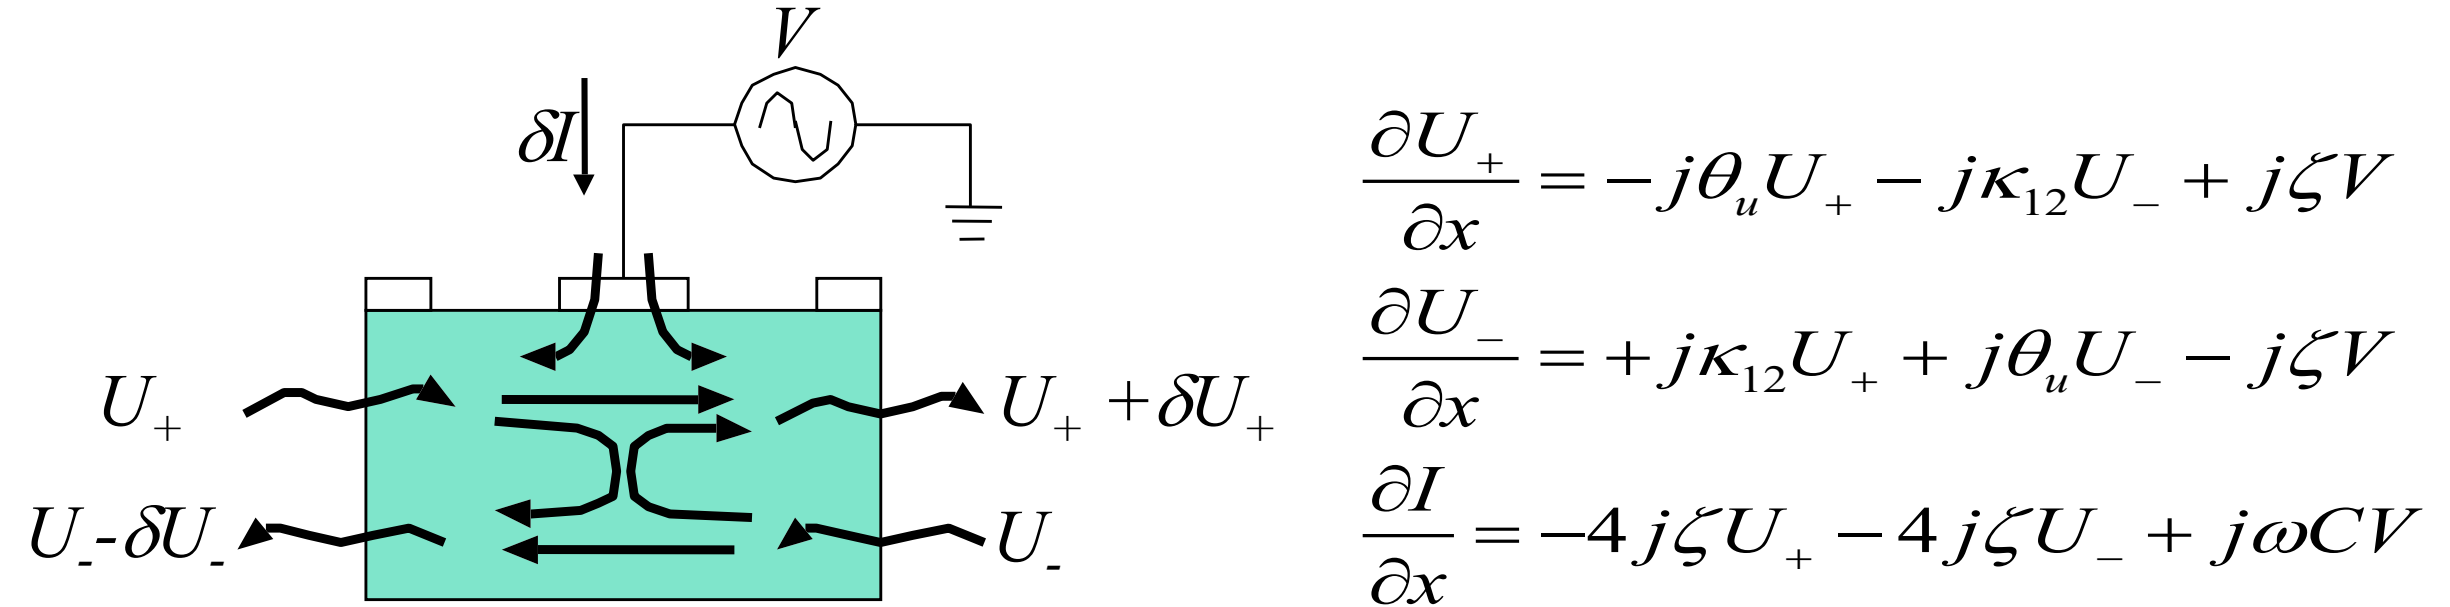 V
δI
U₊
U₊ + δU₊
U₋ - δU₋
U₋
∂U₊/∂x = −jθᵤU₊ − jκ₁₂U₋ + jζV
∂U₋/∂x = +jκ₁₂U₊ + jθᵤU₋ − jζV
∂I/∂x = −4jζU₊ − 4jζU₋ + jωCV